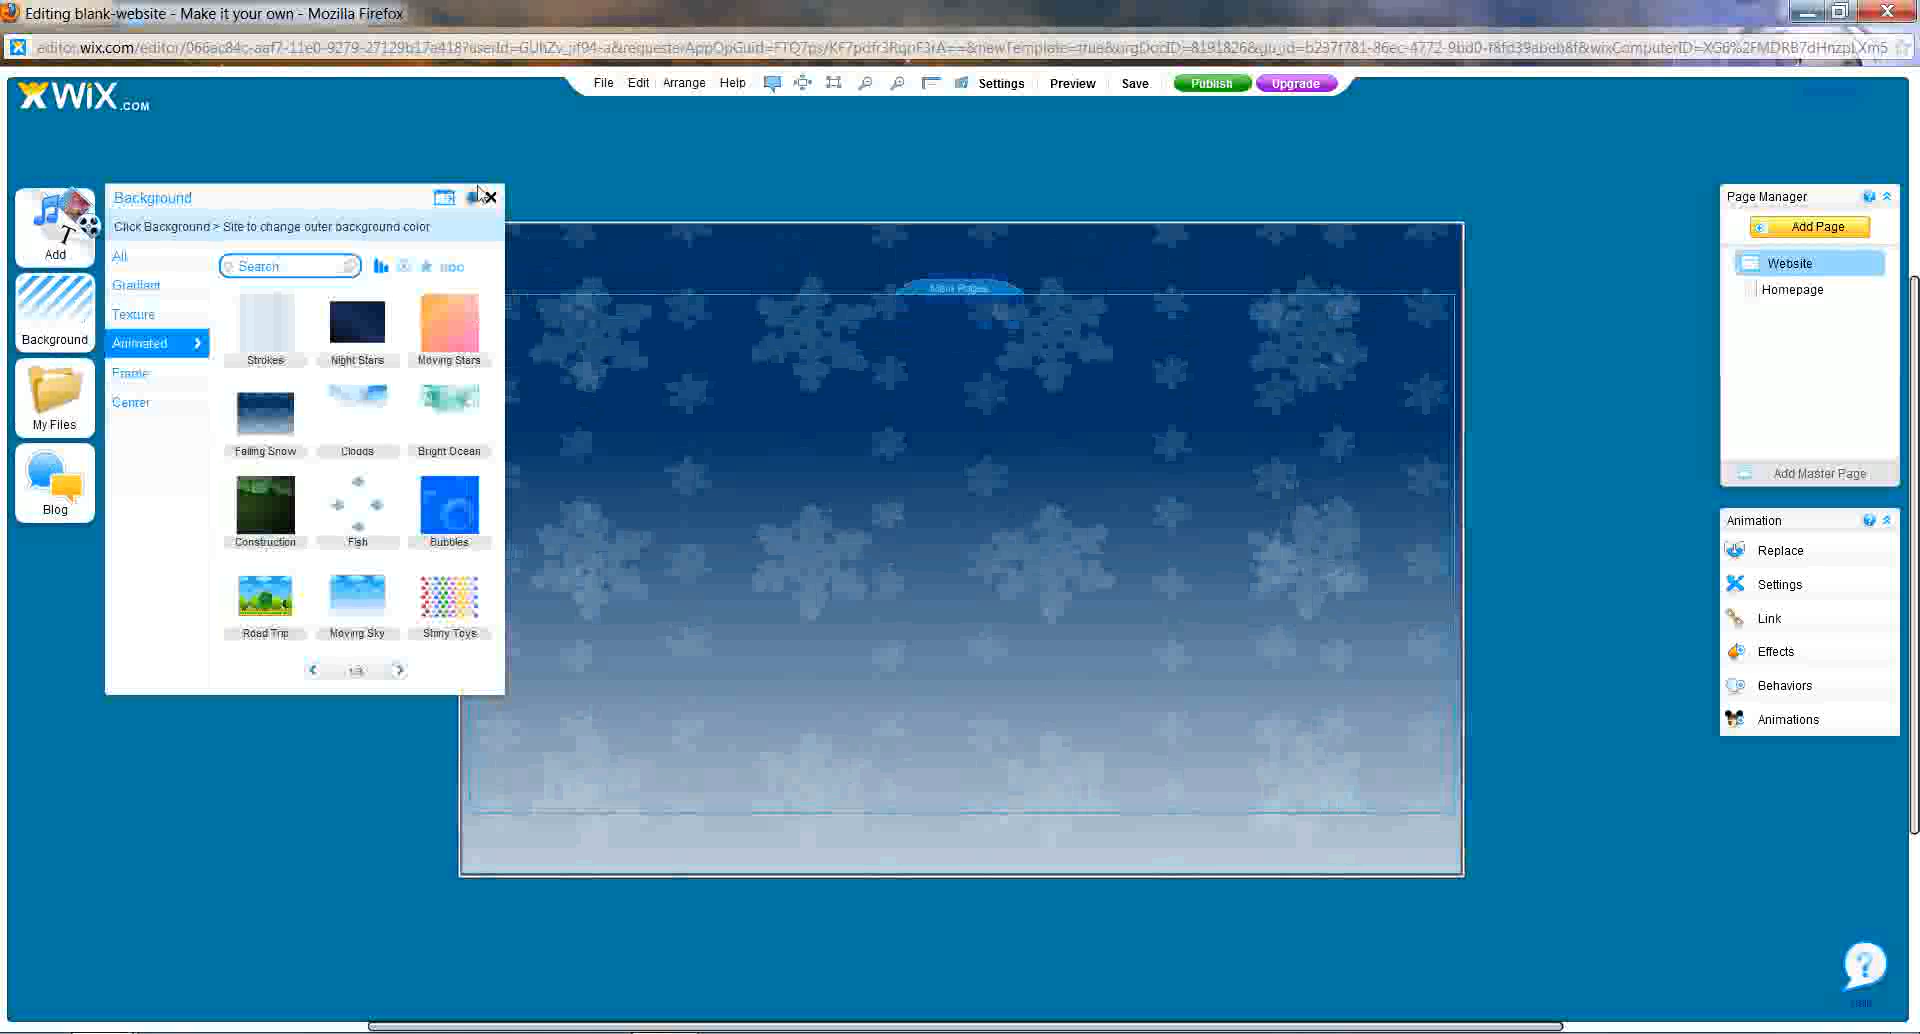 Editing blank-website - Make it your own - Mozilla Firefox
WiX.COM
File Edit Arrange Help Settings Preview Save Publish Upgrade
Add
Background
My Files
Blog
Background
Click Background > Site to change outer background color
All
Gradient
Texture
Animated
Frame
Center
Search
Strokes Night Stars Moving Stars
Falling Snow Clouds Bright Ocean
Construction Fish Bubbles
Road Trip Moving Sky Shiny Toys
Main Pages
Page Manager
Add Page
Website
Homepage
Add Master Page
Animation
Replace
Settings
Link
Effects
Behaviors
Animations